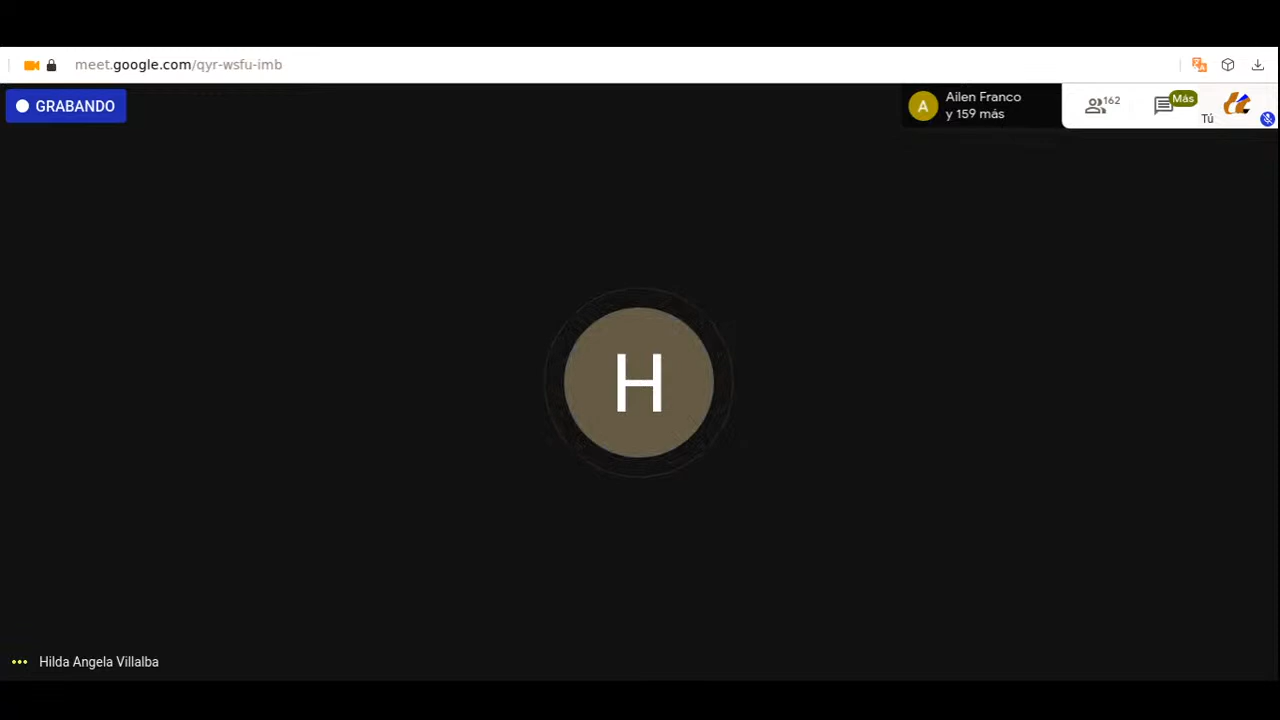 meet.google.com/qyr-wsfu-imb
GRABANDO
A
Ailen Franco
y 159 más
162
Más
Tú
H
Hilda Angela Villalba